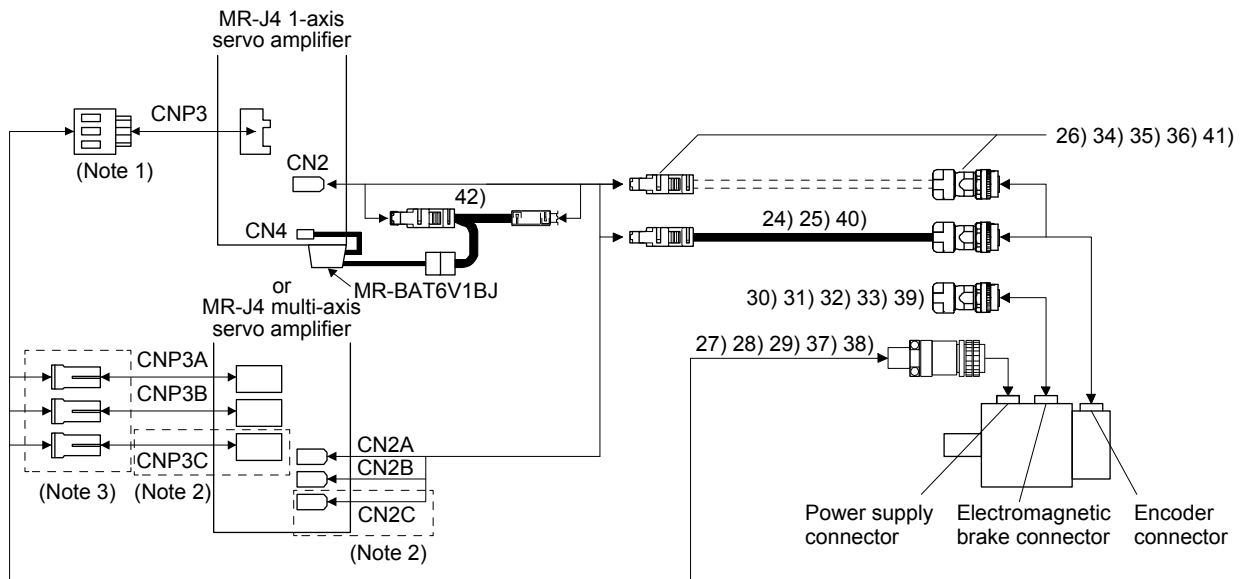 MR-J4 1-axis
servo amplifier
CNP3
(Note 1)
CN2
26) 34) 35) 36) 41)
42)
24) 25) 40)
CN4
MR-BAT6V1BJ
or
MR-J4 multi-axis
servo amplifier
30) 31) 32) 33) 39)
27) 28) 29) 37) 38)
CNP3A
CNP3B
CNP3C
(Note 3)
(Note 2)
CN2A
CN2B
CN2C
(Note 2)
Power supply
connector
Electromagnetic
brake connector
Encoder
connector